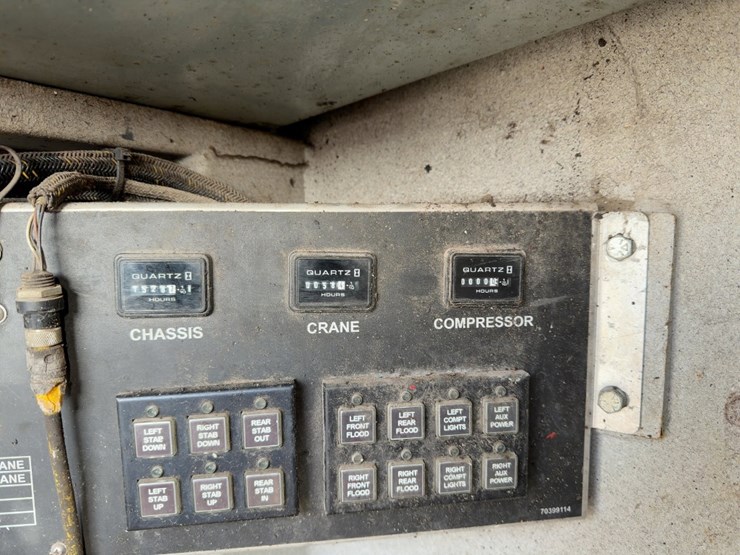 QUARTZ
HOURS
CHASSIS
QUARTZ
HOURS
CRANE
QUARTZ
HOURS
COMPRESSOR
LEFT
STAB
DOWN
RIGHT
STAB
DOWN
REAR
STAB
OUT
LEFT
STAB
UP
RIGHT
STAB
UP
REAR
STAB
IN
LEFT
FRONT
FLOOD
LEFT
REAR
FLOOD
LEFT
COMPT
LIGHTS
LEFT
AUX
POWER
RIGHT
FRONT
FLOOD
RIGHT
REAR
FLOOD
RIGHT
COMPT
LIGHTS
RIGHT
AUX
POWER
ANE
ANE
70399114